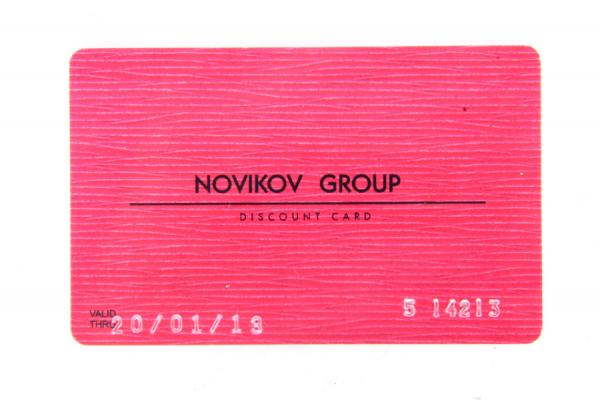 NOVIKOV GROUP
DISCOUNT CARD
5 14213
VALID
THRU 20/01/13